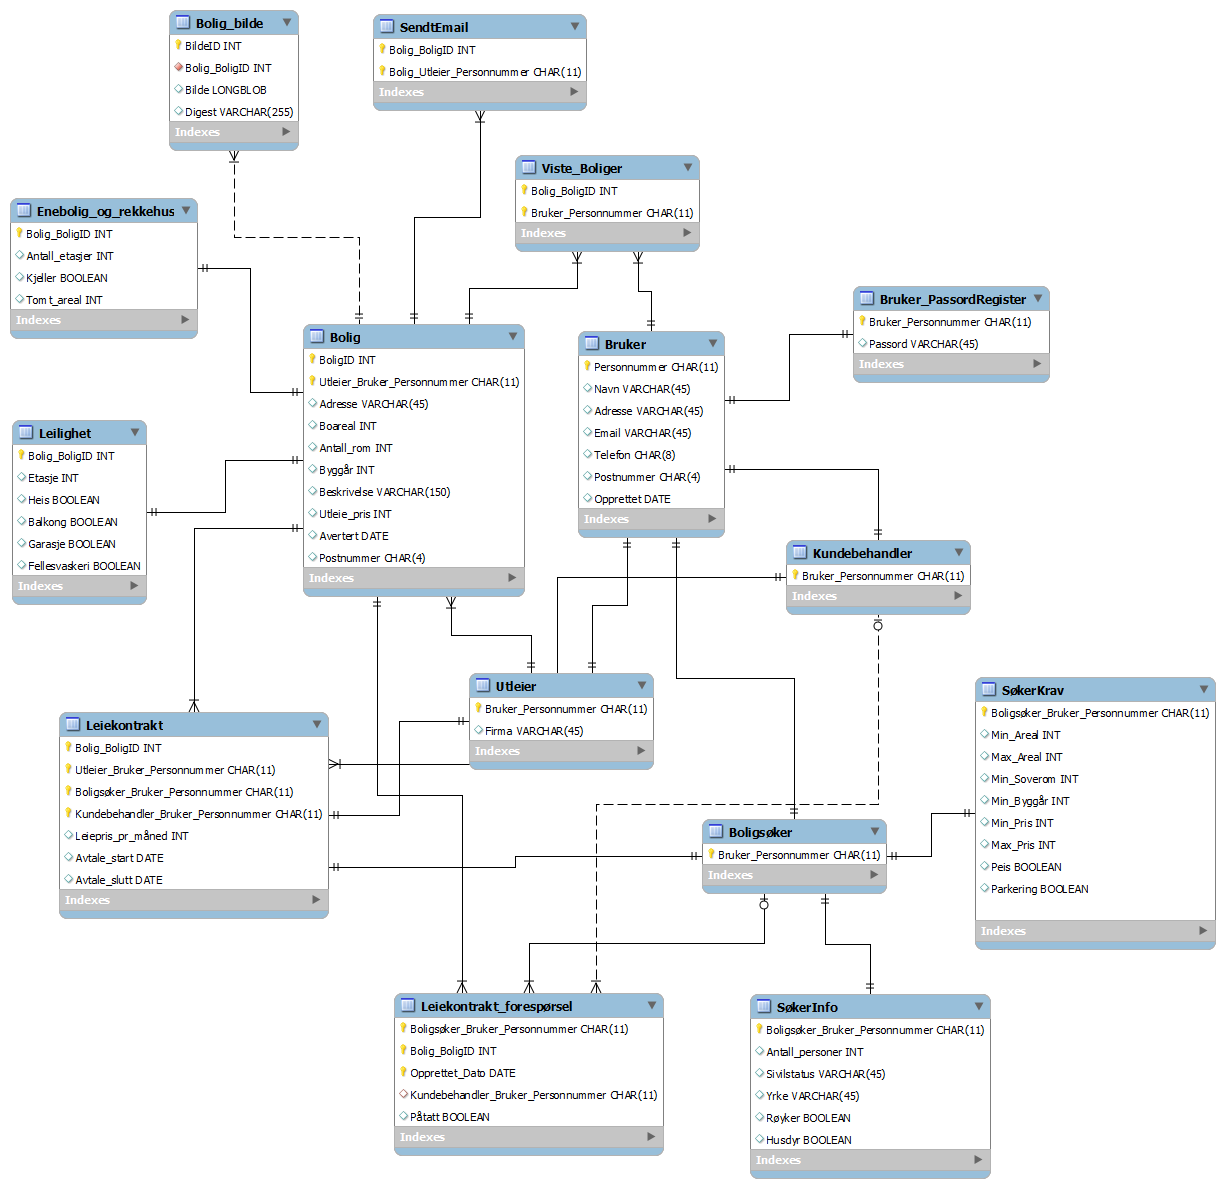 Bolig_bilde
BildeID INT
Bolig_BoligID INT
Bilde LONGBLOB
Digest VARCHAR(255)
Indexes
SendtEmail
Bolig_BoligID INT
Bolig_Utleier_Personnummer CHAR(11)
Indexes
Viste_Boliger
Bolig_BoligID INT
Bruker_Personnummer CHAR(11)
Indexes
Enebolig_og_rekkehus
Bolig_BoligID INT
Antall_etasjer INT
Kjeller BOOLEAN
Tomt_areal INT
Indexes
Bruker_PassordRegister
Bruker_Personnummer CHAR(11)
Passord VARCHAR(45)
Indexes
Bolig
BoligID INT
Utleier_Bruker_Personnummer CHAR(11)
Adresse VARCHAR(45)
Boareal INT
Antall_rom INT
Byggår INT
Beskrivelse VARCHAR(150)
Utleie_pris INT
Avertert DATE
Postnummer CHAR(4)
Indexes
Bruker
Personnummer CHAR(11)
Navn VARCHAR(45)
Adresse VARCHAR(45)
Email VARCHAR(45)
Telefon CHAR(8)
Postnummer CHAR(4)
Opprettet DATE
Indexes
Leilighet
Bolig_BoligID INT
Etasje INT
Heis BOOLEAN
Balkong BOOLEAN
Garasje BOOLEAN
Fellesvaskeri BOOLEAN
Indexes
Kundebehandler
Bruker_Personnummer CHAR(11)
Indexes
Utleier
Bruker_Personnummer CHAR(11)
Firma VARCHAR(45)
Indexes
SøkerKrav
Boligsøker_Bruker_Personnummer CHAR(11)
Min_Areal INT
Max_Areal INT
Min_Soverom INT
Min_Byggår INT
Min_Pris INT
Max_Pris INT
Peis BOOLEAN
Parkering BOOLEAN
Indexes
Leiekontrakt
Bolig_BoligID INT
Utleier_Bruker_Personnummer CHAR(11)
Boligsøker_Bruker_Personnummer CHAR(11)
Kundebehandler_Bruker_Personnummer CHAR(11)
Leiepris_pr_måned INT
Avtale_start DATE
Avtale_slutt DATE
Indexes
Boligsøker
Bruker_Personnummer CHAR(11)
Indexes
Leiekontrakt_forespørsel
Boligsøker_Bruker_Personnummer CHAR(11)
Bolig_BoligID INT
Opprettet_Dato DATE
Kundebehandler_Bruker_Personnummer CHAR(11)
Påtatt BOOLEAN
Indexes
SøkerInfo
Boligsøker_Bruker_Personnummer CHAR(11)
Antall_personer INT
Sivilstatus VARCHAR(45)
Yrke VARCHAR(45)
Røyker BOOLEAN
Husdyr BOOLEAN
Indexes